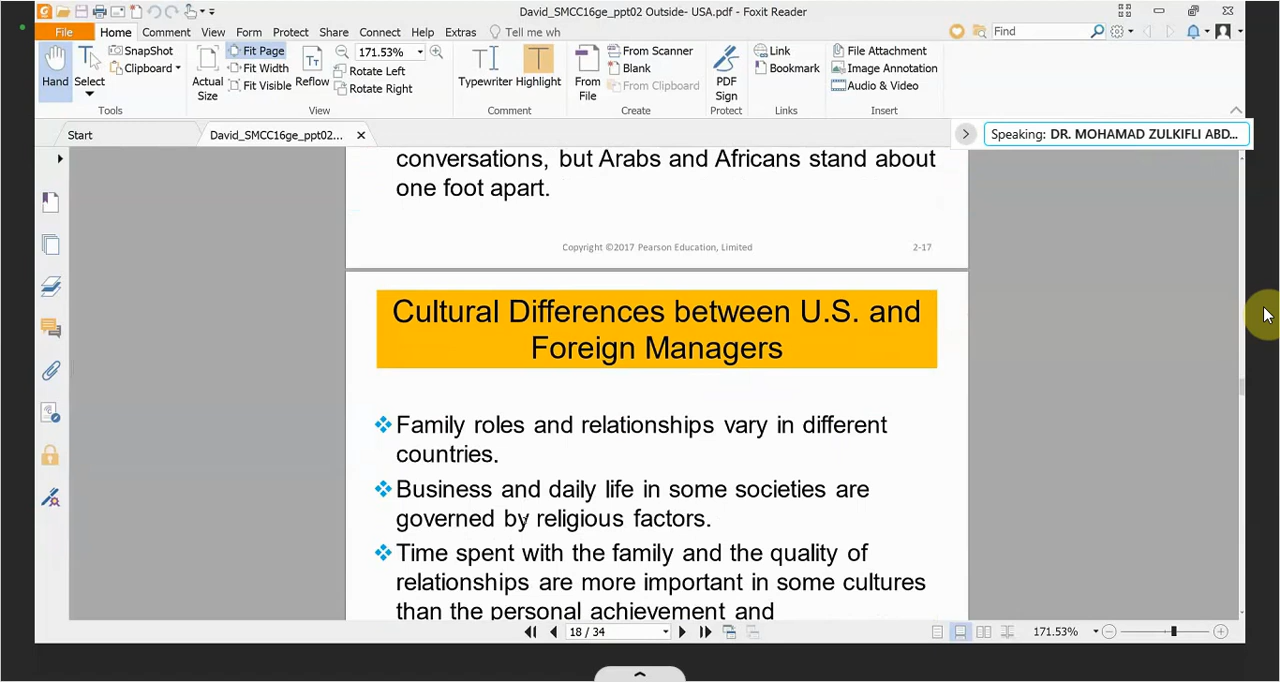 David_SMCC16ge_ppt02 Outside- USA.pdf - Foxit Reader
File Home Comment View Form Protect Share Connect Help Extras Tell me wh Find
Hand
Select
SnapShot
Clipboard
Tools
Actual Size
Fit Page
Fit Width
Fit Visible
Reflow
171.53%
Rotate Left
Rotate Right
View
Typewriter
Highlight
Comment
From File
From Scanner
Blank
From Clipboard
Create
PDF Sign
Protect
Link
Bookmark
Links
File Attachment
Image Annotation
Audio & Video
Insert
Start
David_SMCC16ge_ppt02...
Speaking: DR. MOHAMAD ZULKIFLI ABD...
conversations, but Arabs and Africans stand about
one foot apart.
Copyright ©2017 Pearson Education, Limited
2-17
Cultural Differences between U.S. and
Foreign Managers
Family roles and relationships vary in different
countries.
Business and daily life in some societies are
governed by religious factors.
Time spent with the family and the quality of
relationships are more important in some cultures
than the personal achievement and
18 / 34
171.53%